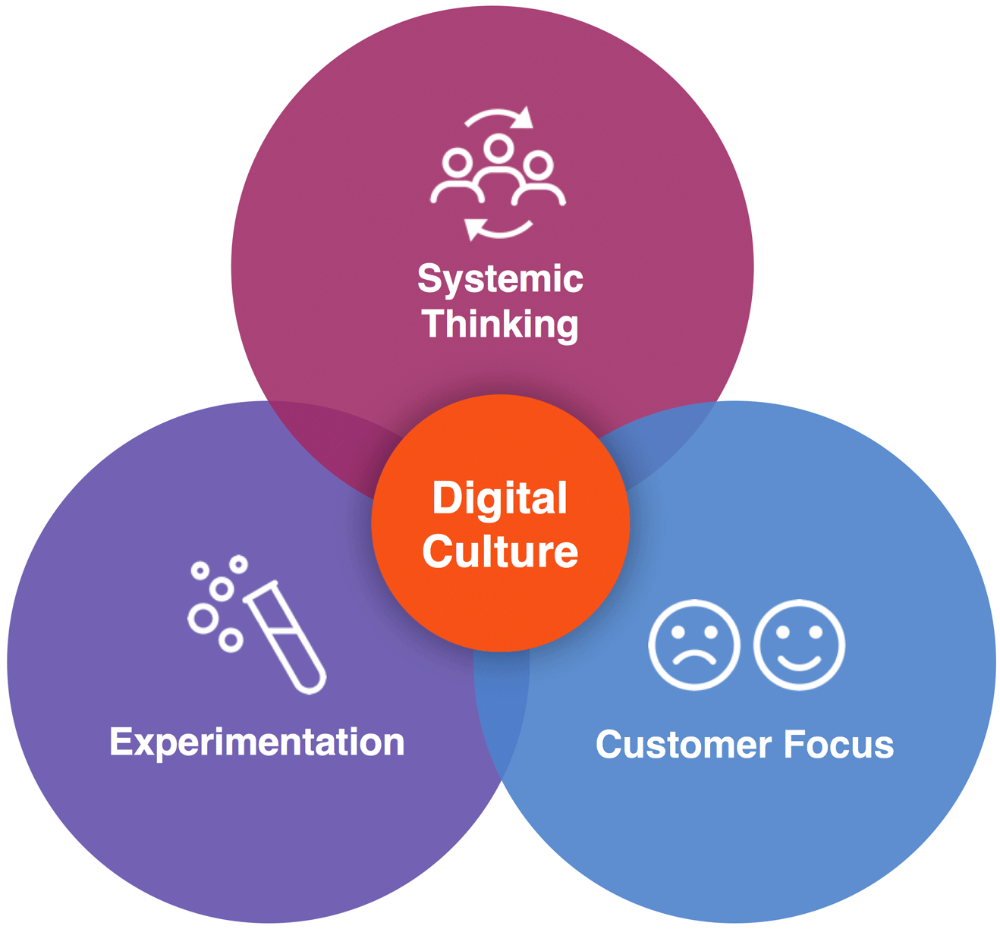 Systemic
Thinking
Digital
Culture
Experimentation
Customer Focus